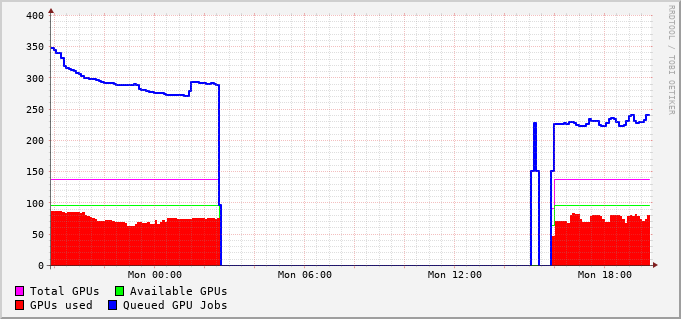 400
350
300
250
200
150
100
50
0
Mon 00:00 Mon 06:00 Mon 12:00 Mon 18:00
Total GPUs Available GPUs
GPUs used Queued GPU Jobs
RRDTOOL / TOBI OETIKER